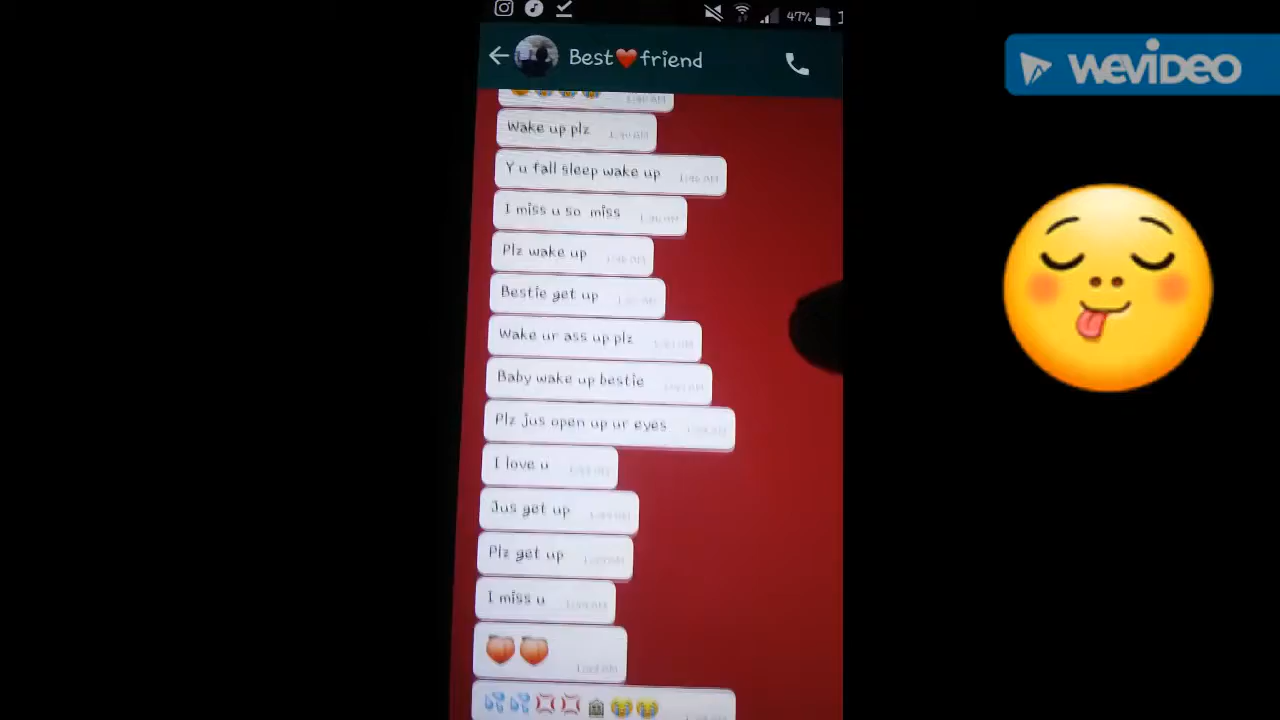 47%
WEVIDEO
Best❤️friend
Wake up plz
Y u fall sleep wake up
I miss u so miss
Plz wake up
Bestie get up
Wake ur ass up plz
Baby wake up bestie
Plz jus open up ur eyes
I love u
Jus get up
Plz get up
I miss u